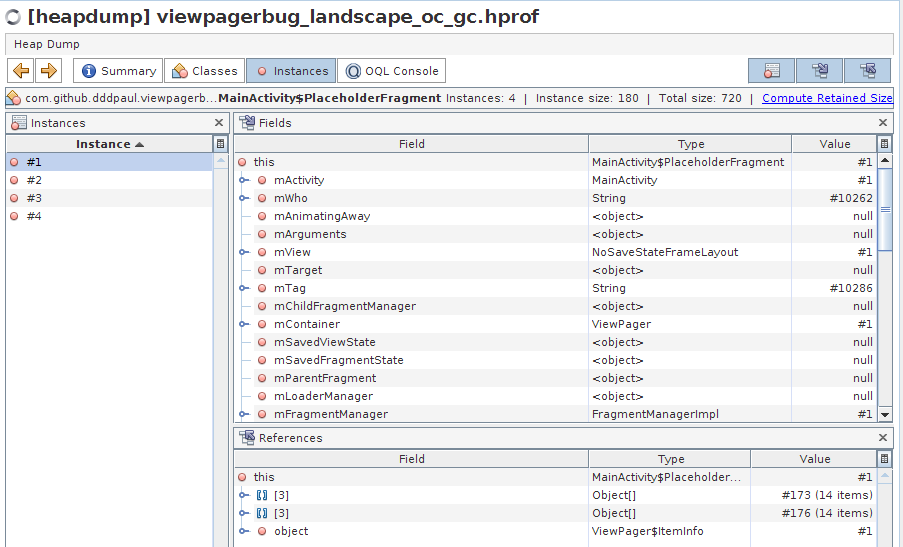 [heapdump] viewpagerbug_landscape_oc_gc.hprof
Heap Dump
Summary Classes Instances OQL Console
com.github.dddpaul.viewpagerb...MainActivity$PlaceholderFragment Instances: 4 | Instance size: 180 | Total size: 720 | Compute Retained Size
Instances
Instance
#1
#2
#3
#4
Fields
Field Type Value
this MainActivity$PlaceholderFragment #1
mActivity MainActivity #1
mWho String #10262
mAnimatingAway <object> null
mArguments <object> null
mView NoSaveStateFrameLayout #1
mTarget <object> null
mTag String #10286
mChildFragmentManager <object> null
mContainer ViewPager #1
mSavedViewState <object> null
mSavedFragmentState <object> null
mParentFragment <object> null
mLoaderManager <object> null
mFragmentManager FragmentManagerImpl #1
References
Field Type Value
this MainActivity$Placeholder... #1
[3] Object[] #173 (14 items)
[3] Object[] #176 (14 items)
object ViewPager$ItemInfo #1